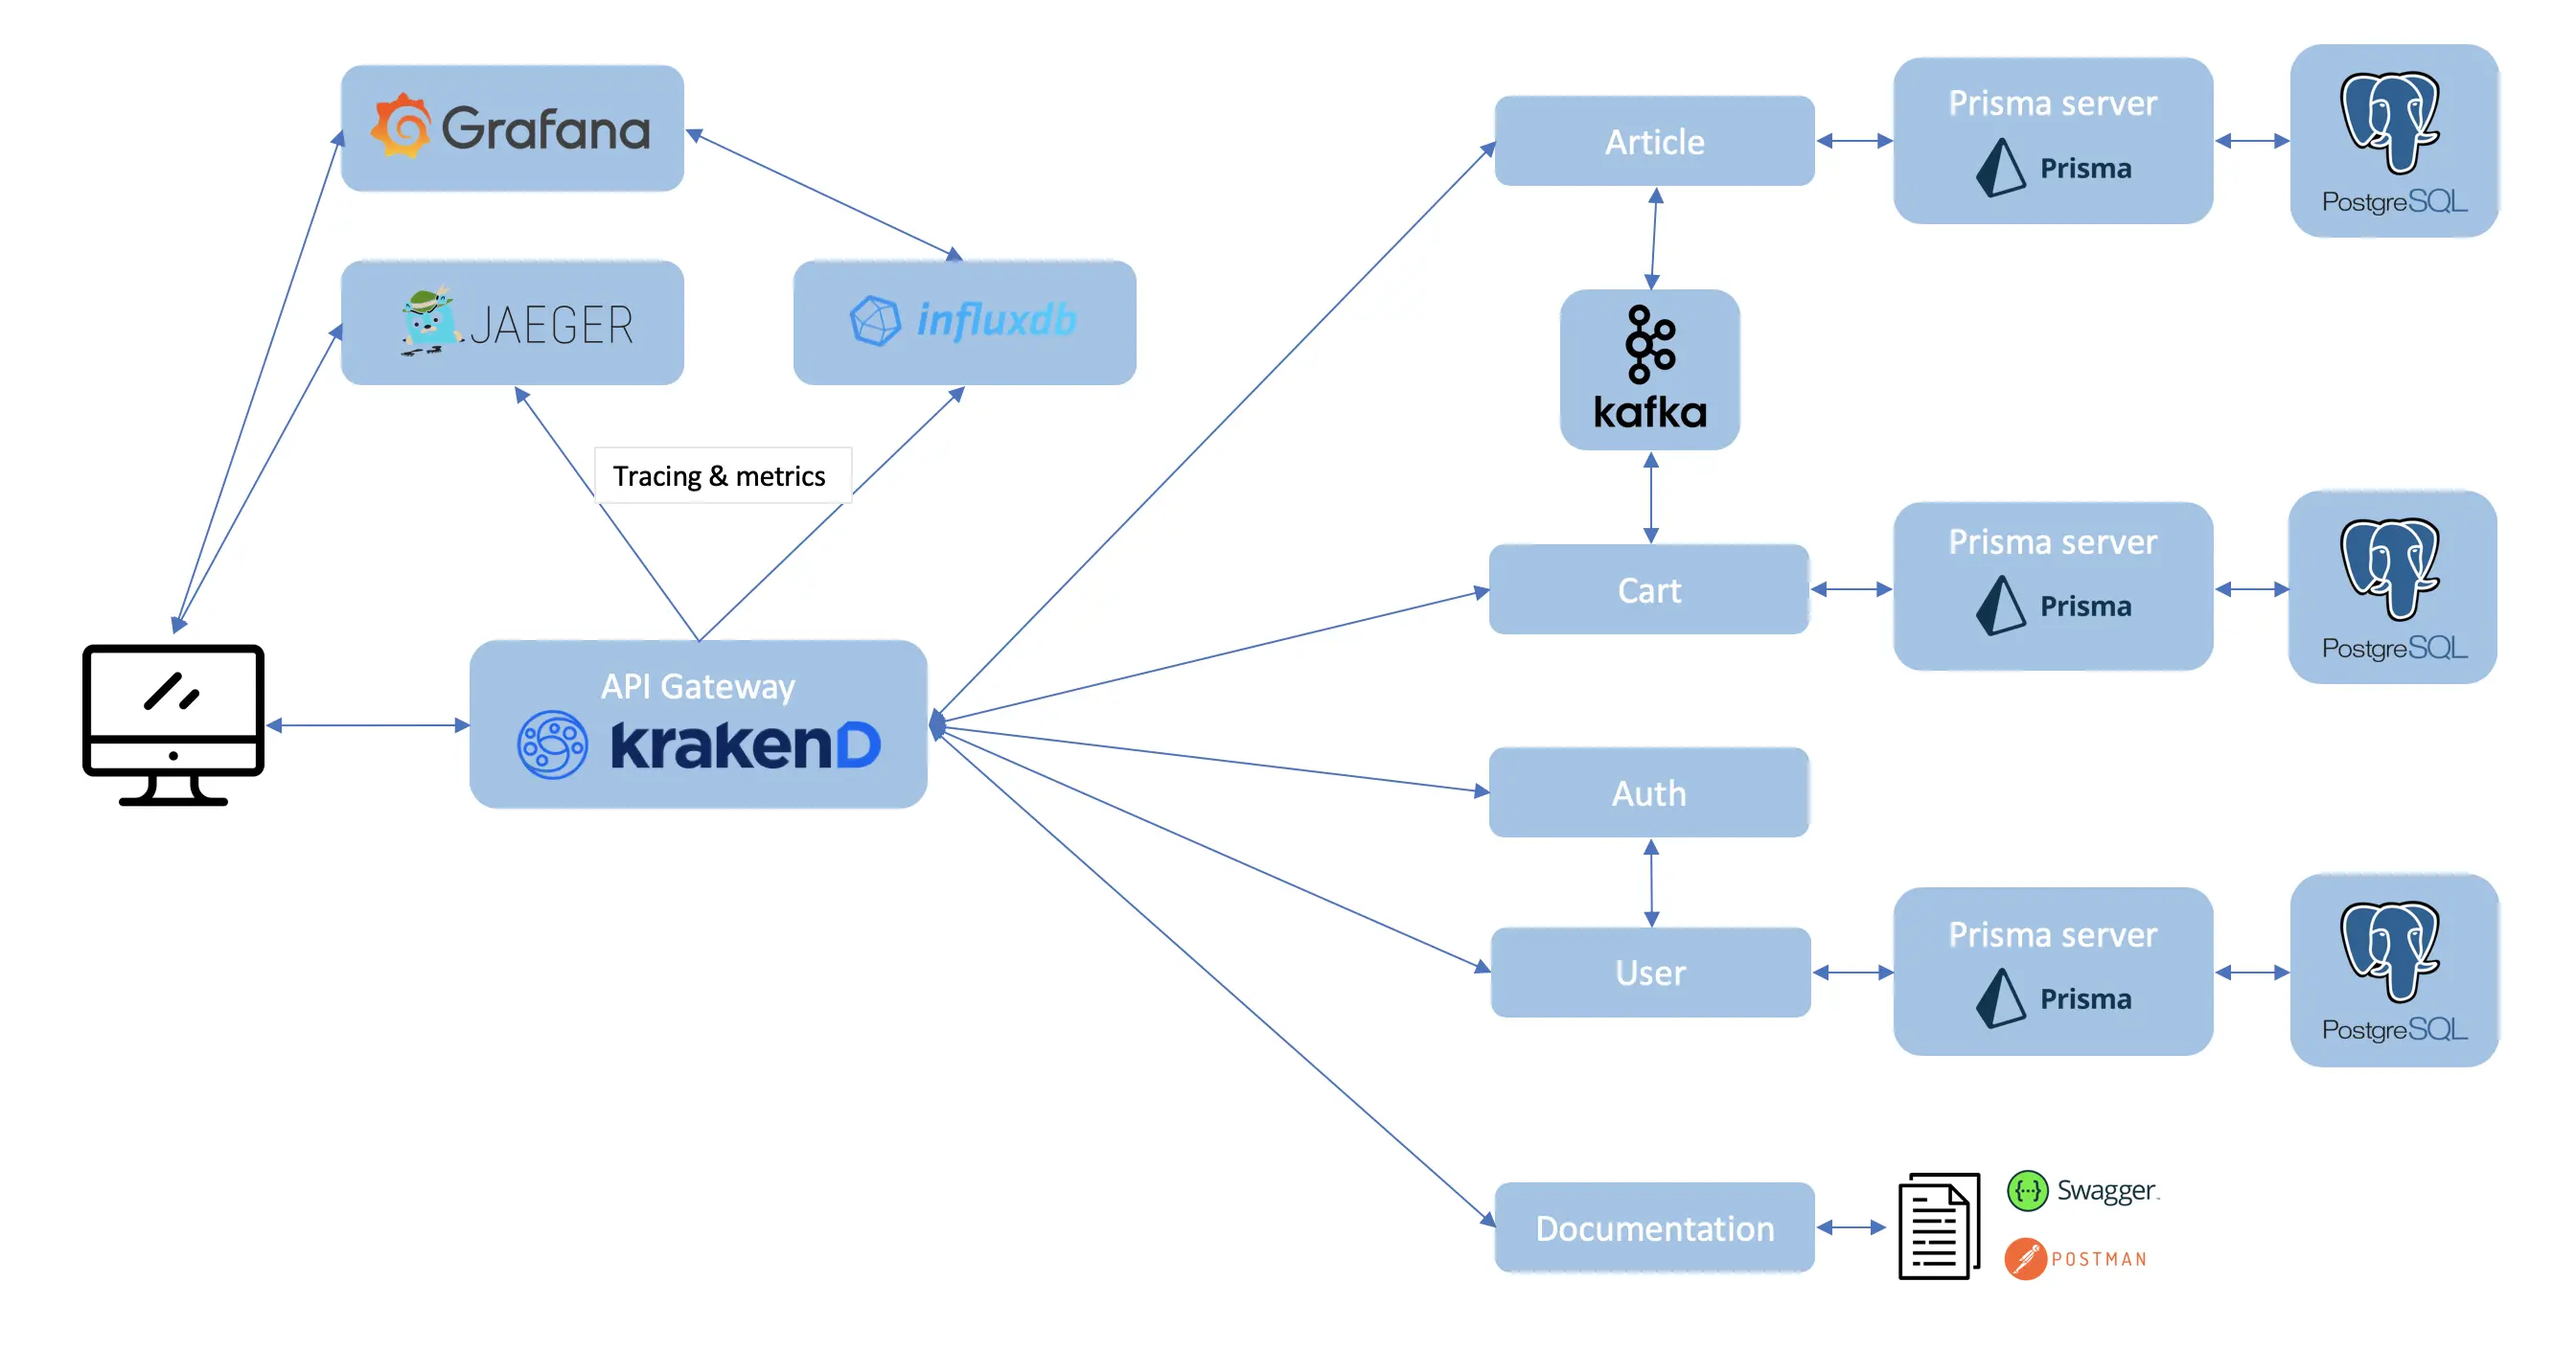 Grafana
JAEGER
influxdb
Tracing & metrics
API Gateway
krakenD
Article
Prisma server
Prisma
PostgreSQL
kafka
Cart
Prisma server
Prisma
PostgreSQL
Auth
User
Prisma server
Prisma
PostgreSQL
Documentation
Swagger
POSTMAN